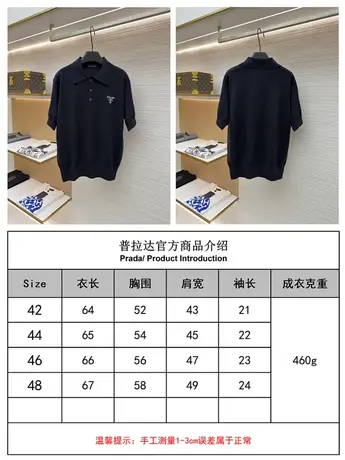 普拉达官方商品介绍
Prada/ Product Introduction
Size 衣长 胸围 肩宽 袖长 成衣克重
42 64 52 43 21
44 65 54 45 22
46 66 56 47 23
48 67 58 49 24
460g
温馨提示：手工测量1-3cm误差属于正常